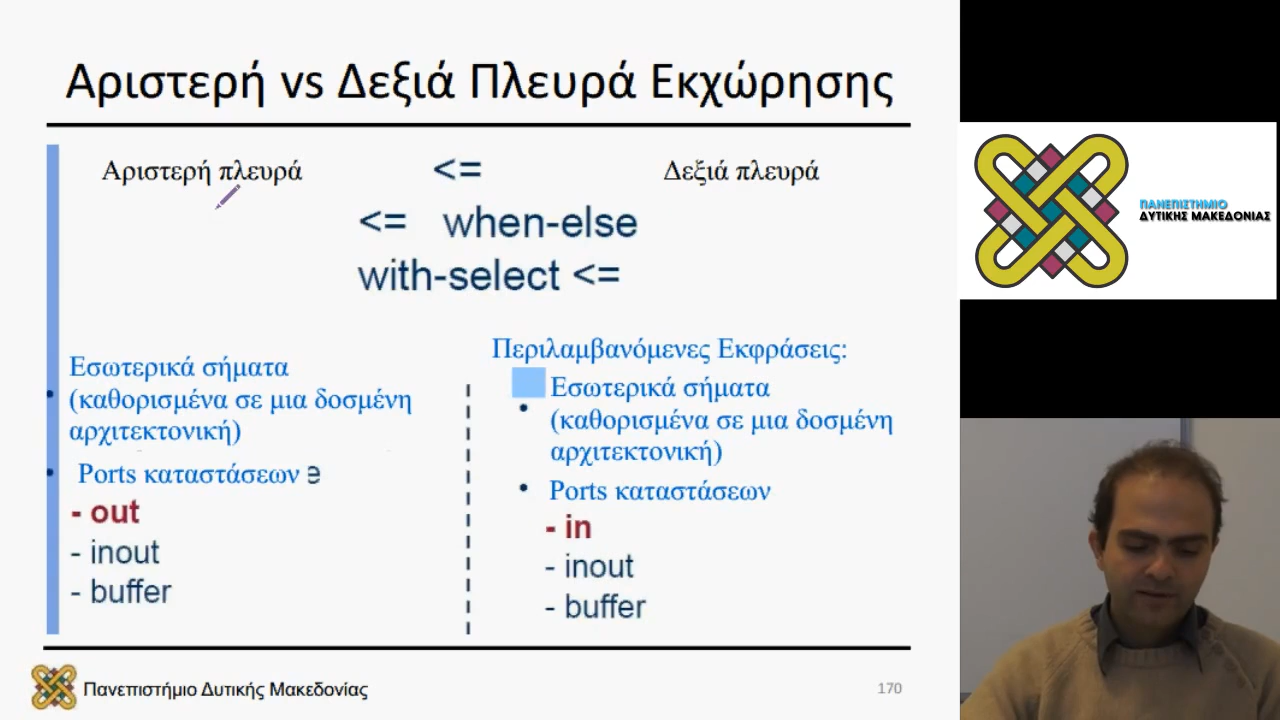 Αριστερή vs Δεξιά Πλευρά Εκχώρησης
Αριστερή πλευρά <= Δεξιά πλευρά
<= when-else
with-select <=
Εσωτερικά σήματα
(καθορισμένα σε μια δοσμένη
αρχιτεκτονική)
• Ports καταστάσεων e
- out
- inout
- buffer
Περιλαμβανόμενες Εκφράσεις:
Εσωτερικά σήματα
• (καθορισμένα σε μια δοσμένη
αρχιτεκτονική)
• Ports καταστάσεων
- in
- inout
- buffer
Πανεπιστήμιο Δυτικής Μακεδονίας
170
ΠΑΝΕΠΙΣΤΗΜΙΟ
ΔΥΤΙΚΗΣ ΜΑΚΕΔΟΝΙΑΣ